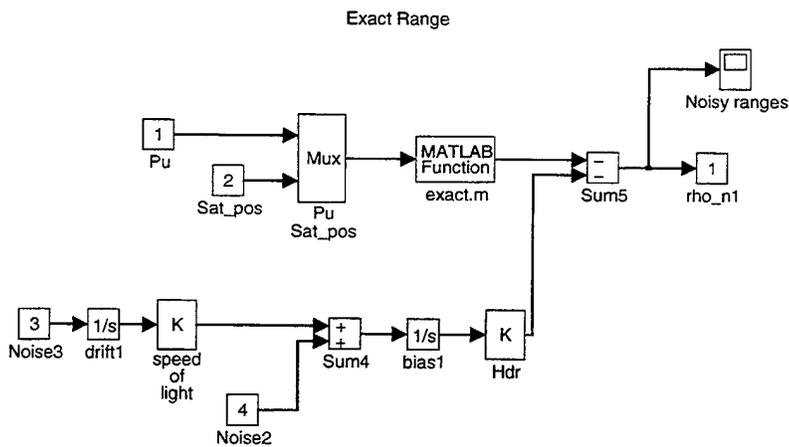 Exact Range
Noisy ranges
1
Pu
2
Sat_pos
Mux
Pu
Sat_pos
MATLAB
Function
exact.m
−
−
Sum5
1
rho_n1
3
Noise3
1/s
drift1
K
speed
of
light
4
Noise2
+
+
Sum4
1/s
bias1
K
Hdr